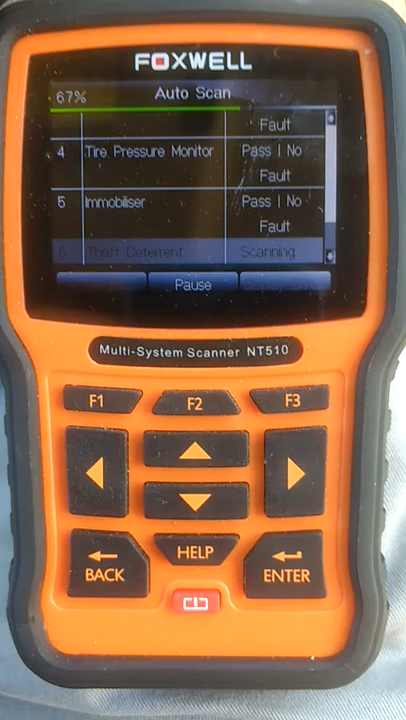 FOXWELL
67% Auto Scan
Fault
4 Tire Pressure Monitor Pass | No
Fault
5 Immobiliser Pass | No
Fault
6 Theft Deterrent Scanning...
Pause
Multi-System Scanner NT510
F1 F2 F3
BACK HELP ENTER